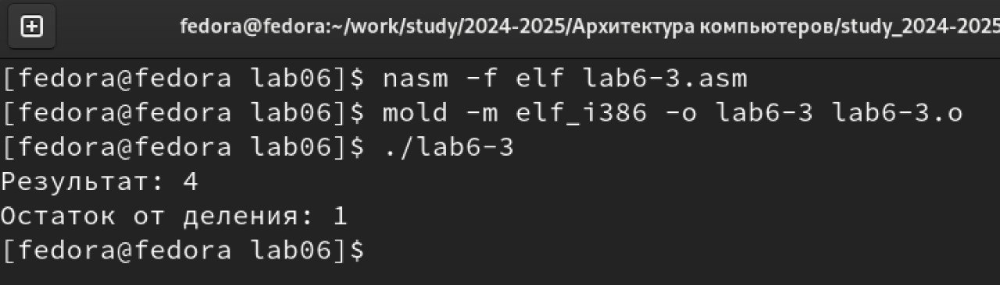 fedora@fedora:~/work/study/2024-2025/Архитектура компьютеров/study_2024-2025
[fedora@fedora lab06]$ nasm -f elf lab6-3.asm
[fedora@fedora lab06]$ mold -m elf_i386 -o lab6-3 lab6-3.o
[fedora@fedora lab06]$ ./lab6-3
Результат: 4
Остаток от деления: 1
[fedora@fedora lab06]$